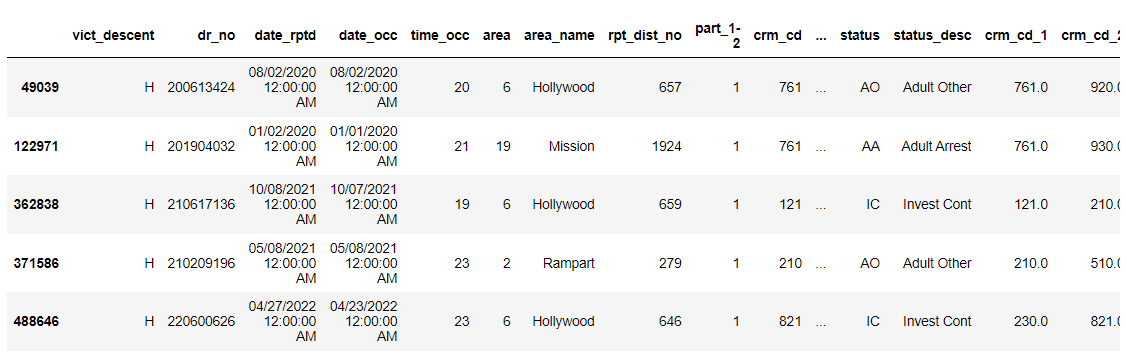 vict_descent dr_no date_rptd date_occ time_occ area area_name rpt_dist_no part_1-2 crm_cd ... status status_desc crm_cd_1 crm_cd_2
49039 H 200613424 08/02/2020 12:00:00 AM 08/02/2020 12:00:00 AM 20 6 Hollywood 657 1 761 ... AO Adult Other 761.0 920.0
122971 H 201904032 01/02/2020 12:00:00 AM 01/01/2020 12:00:00 AM 21 19 Mission 1924 1 761 ... AA Adult Arrest 761.0 930.0
362838 H 210617136 10/08/2021 12:00:00 AM 10/07/2021 12:00:00 AM 19 6 Hollywood 659 1 121 ... IC Invest Cont 121.0 210.0
371586 H 210209196 05/08/2021 12:00:00 AM 05/08/2021 12:00:00 AM 23 2 Rampart 279 1 210 ... AO Adult Other 210.0 510.0
488646 H 220600626 04/27/2022 12:00:00 AM 04/23/2022 12:00:00 AM 23 6 Hollywood 646 1 821 ... IC Invest Cont 230.0 821.0